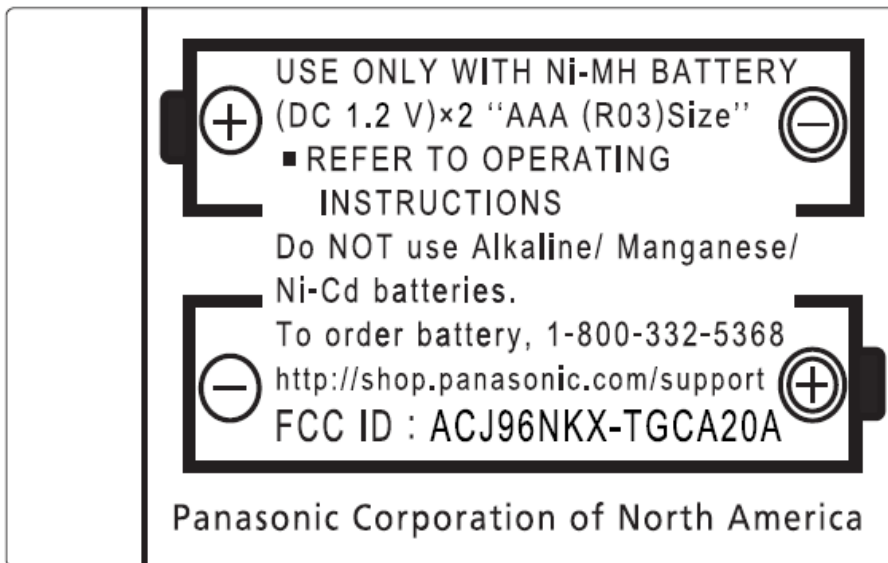 USE ONLY WITH Ni-MH BATTERY
(DC 1.2 V)×2 ‘‘AAA (R03)Size’’
▪ REFER TO OPERATING
INSTRUCTIONS
Do NOT use Alkaline/ Manganese/
Ni-Cd batteries.
To order battery, 1-800-332-5368
http://shop.panasonic.com/support
FCC ID : ACJ96NKX-TGCA20A
Panasonic Corporation of North America